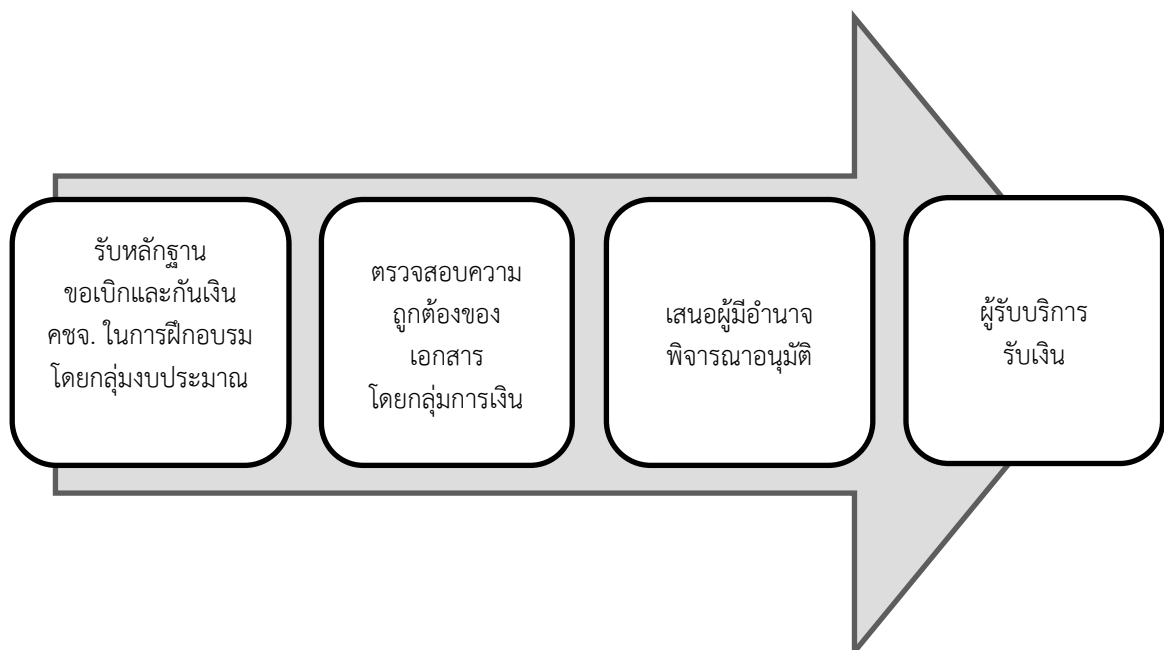 รับหลักฐาน
ขอเบิกและกันเงิน
คชจ. ในการฝึกอบรม
โดยกลุ่มงบประมาณ
ตรวจสอบความ
ถูกต้องของ
เอกสาร
โดยกลุ่มการเงิน
เสนอผู้มีอำนาจ
พิจารณาอนุมัติ
ผู้รับบริการ
รับเงิน